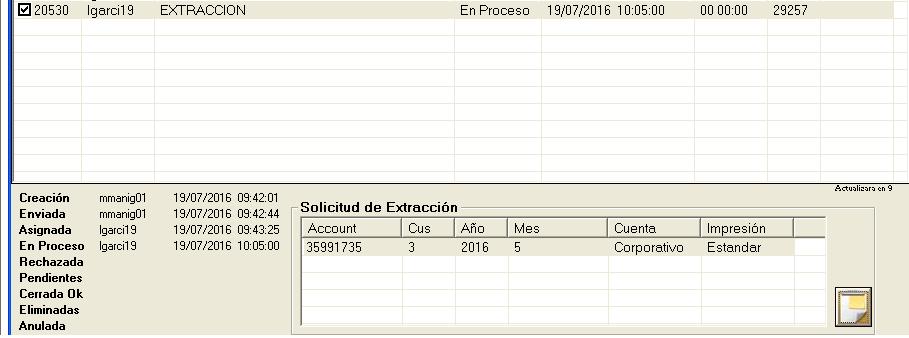 20530 lgarci19 EXTRACCION En Proceso 19/07/2016 10:05:00 00 00:00 29257
Actualizara en 9
Creación mmanig01 19/07/2016 09:42:01
Enviada mmanig01 19/07/2016 09:42:44
Asignada lgarci19 19/07/2016 09:43:25
En Proceso lgarci19 19/07/2016 10:05:00
Rechazada
Pendientes
Cerrada Ok
Eliminadas
Anulada
Solicitud de Extracción
Account Cus Año Mes Cuenta Impresión
35991735 3 2016 5 Corporativo Estandar